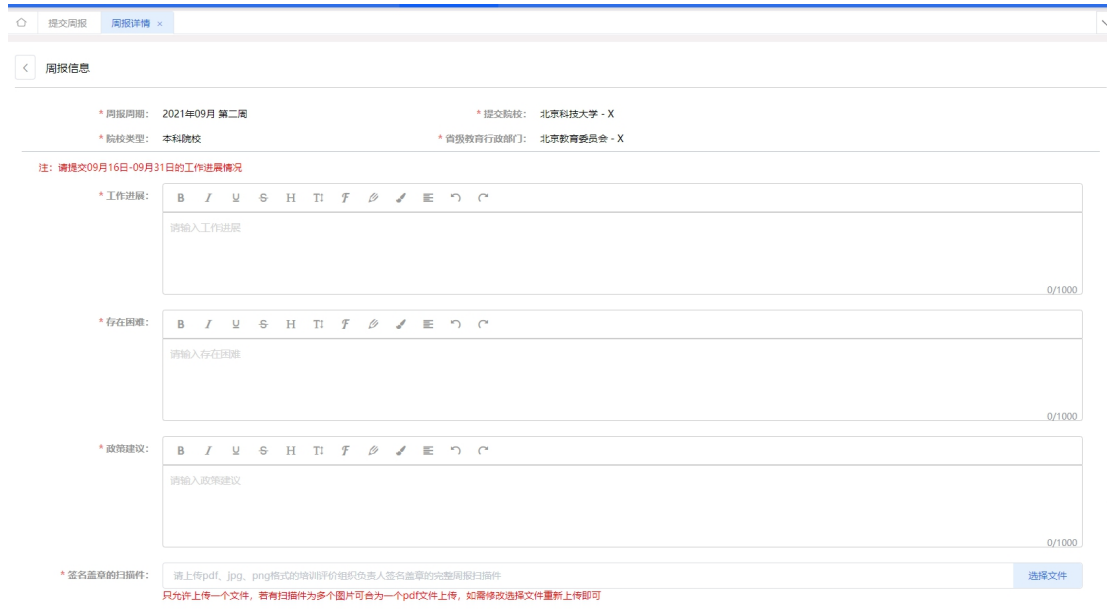 提交周报 周报详情 ×
周报信息
* 周报周期: 2021年09月 第二周 * 提交院校: 北京科技大学 - X
* 院校类型: 本科院校 * 省级教育行政部门: 北京教育委员会 - X
注：请提交09月16日-09月31日的工作进展情况
* 工作进展: B I U S H T F
请输入工作进展
0/1000
* 存在困难: B I U S H T F
请输入存在困难
0/1000
* 政策建议: B I U S H T F
请输入政策建议
0/1000
* 签名盖章的扫描件: 请上传pdf、jpg、png格式的培训评价组织负责人签名盖章的完整周报扫描件 选择文件
只允许上传一个文件，若有扫描件为多个图片可合为一个pdf文件上传，如需修改选择文件重新上传即可